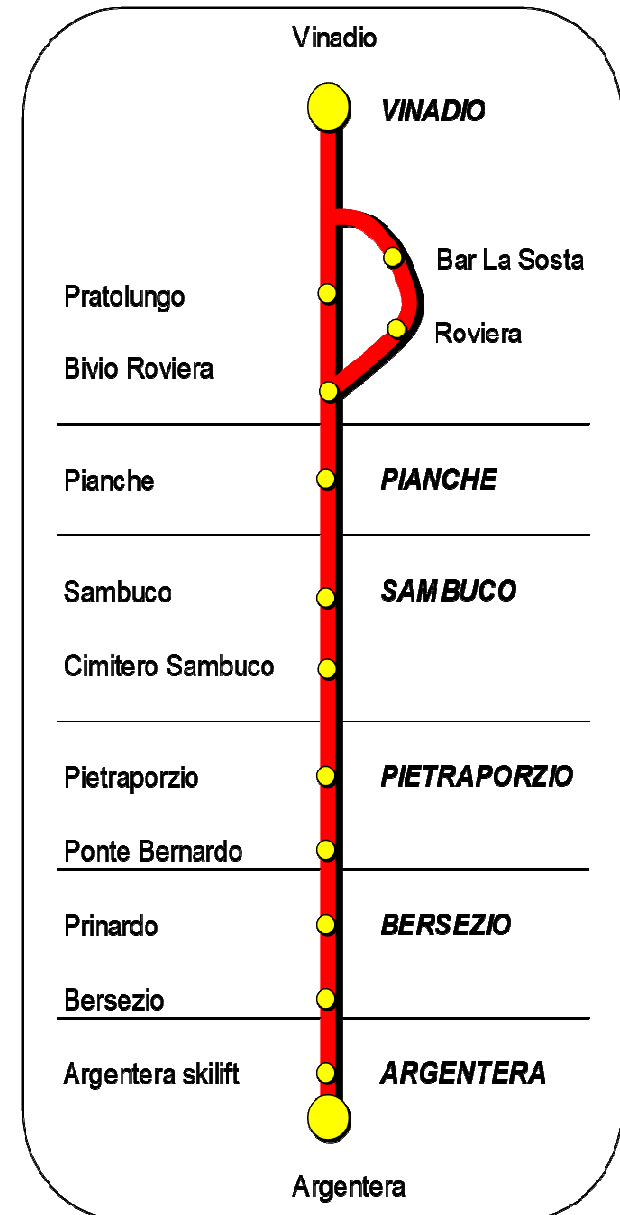 Vinadio
VINADIO
Bar La Sosta
Pratolungo
Roviera
Bivio Roviera
Pianche
PIANCHE
Sambuco
SAMBUCO
Cimitero Sambuco
Pietraporzio
PIETRAPORZIO
Ponte Bernardo
Prinardo
BERSEZIO
Bersezio
Argentera skilift
ARGENTERA
Argentera